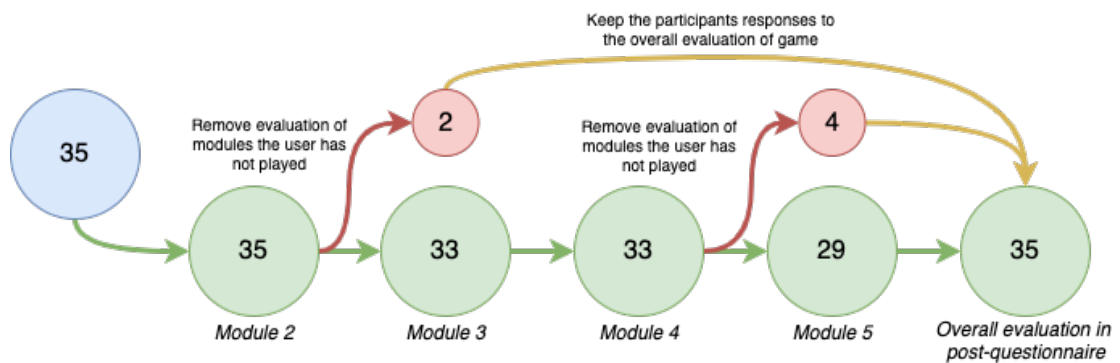 Keep the participants responses to
the overall evaluation of game
35
Remove evaluation of
modules the user has
not played
2
Remove evaluation of
modules the user has
not played
4
35
33
33
29
35
Module 2
Module 3
Module 4
Module 5
Overall evaluation in
post-questionnaire